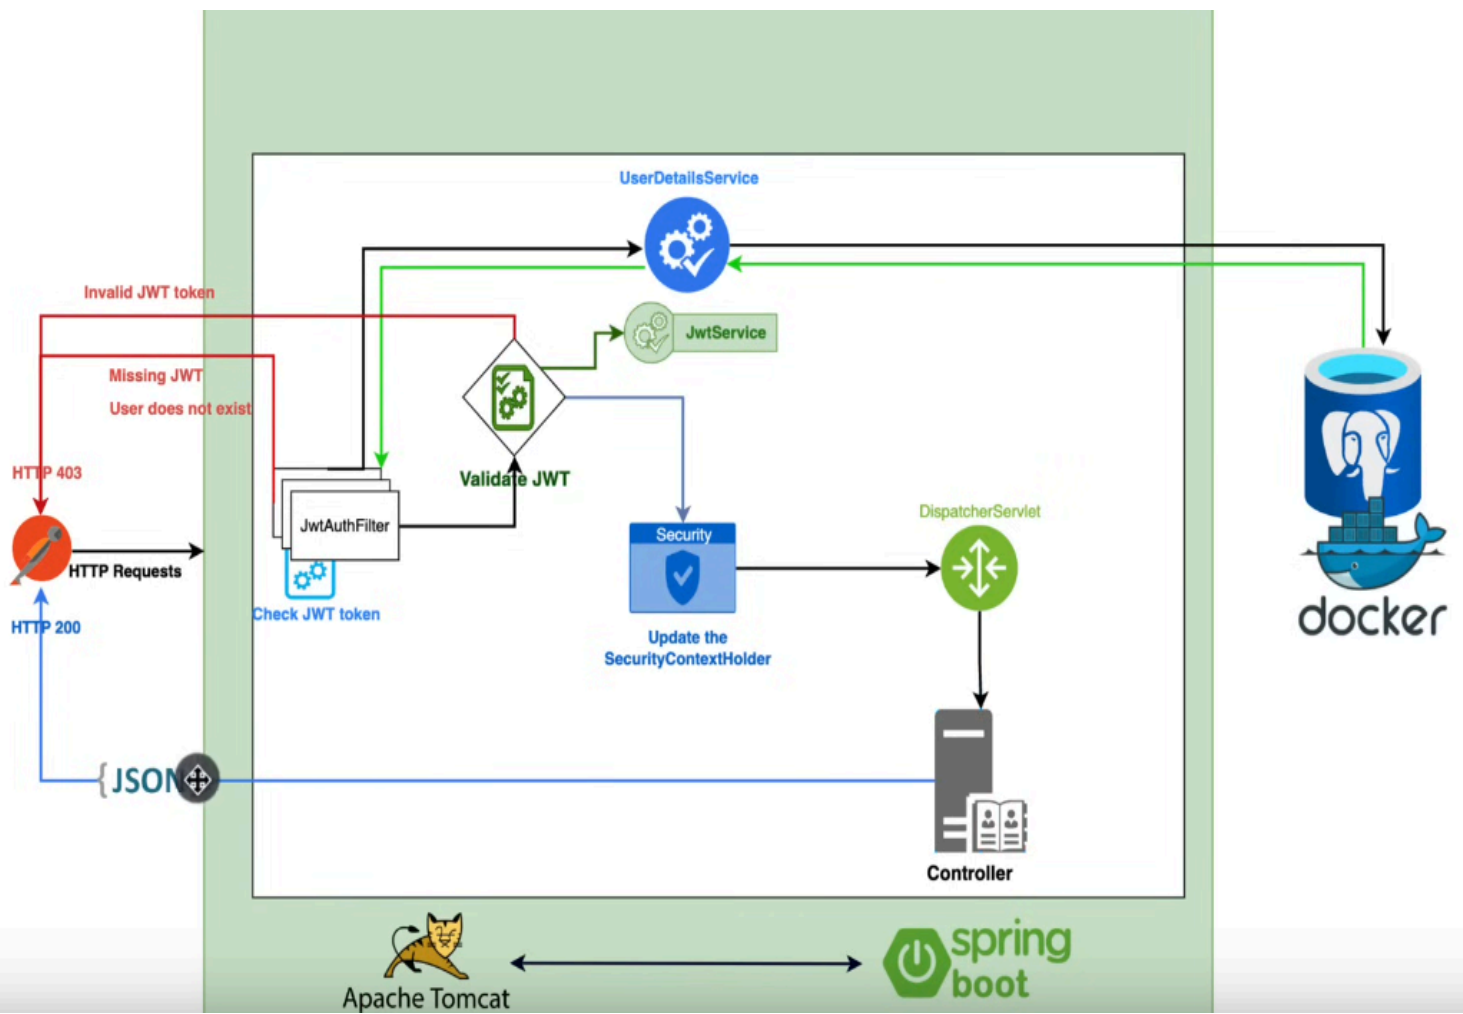 UserDetailsService
Invalid JWT token
JwtService
Missing JWT
User does not exist
HTTP 403
Validate JWT
JwtAuthFilter
Security
DispatcherServlet
HTTP Requests
Check JWT token
HTTP 200
Update the
SecurityContextHolder
docker
{JSON
Controller
Apache Tomcat
spring
boot